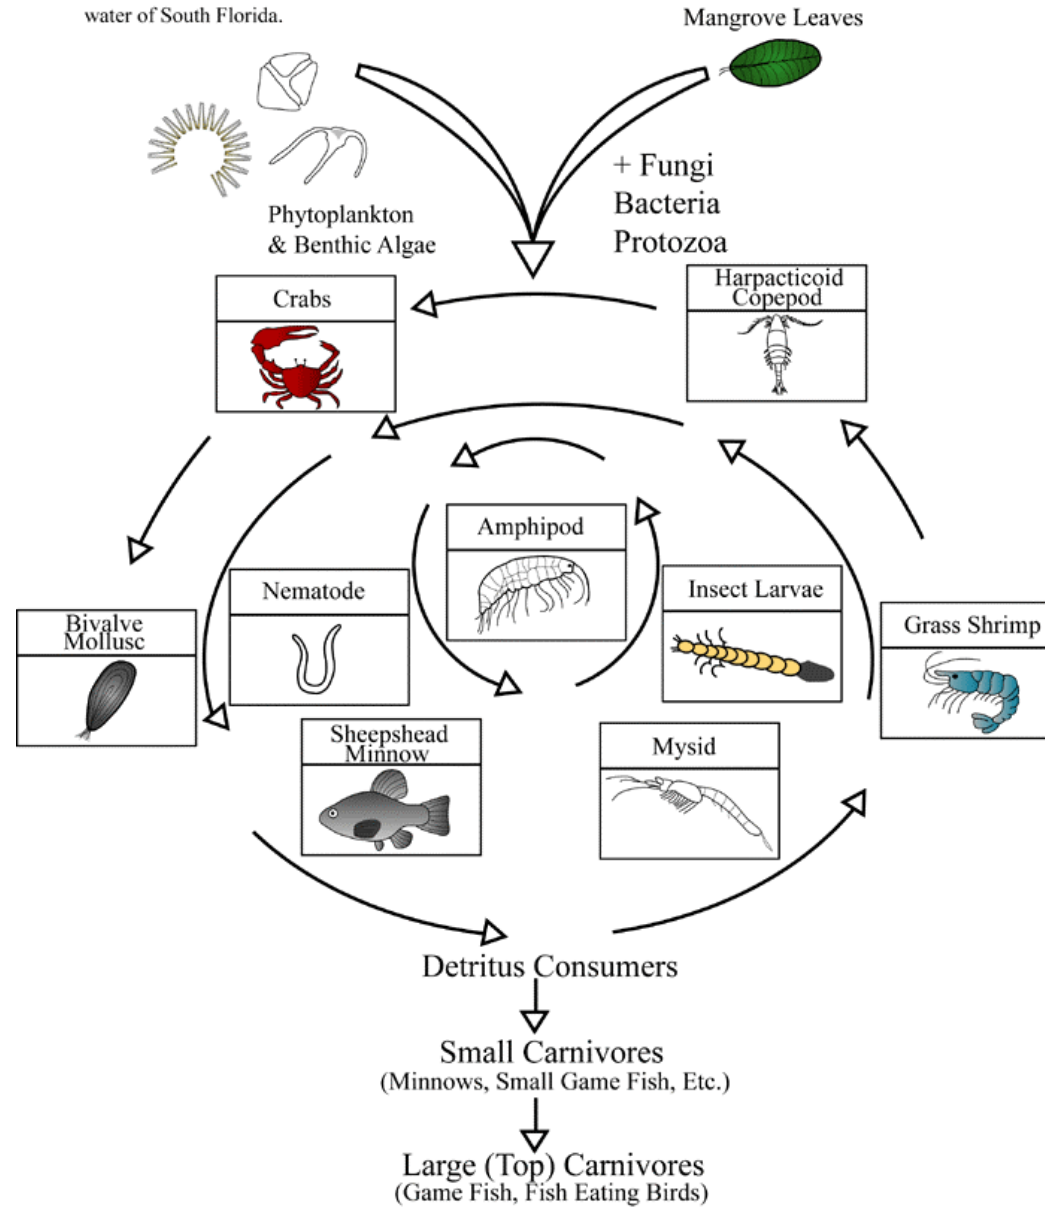 water of South Florida.
Mangrove Leaves
+ Fungi
Bacteria
Protozoa
Phytoplankton
& Benthic Algae
Crabs
Harpacticoid
Copepod
Amphipod
Nematode
Insect Larvae
Bivalve
Mollusc
Grass Shrimp
Sheepshead
Minnow
Mysid
Detritus Consumers
Small Carnivores
(Minnows, Small Game Fish, Etc.)
Large (Top) Carnivores
(Game Fish, Fish Eating Birds)